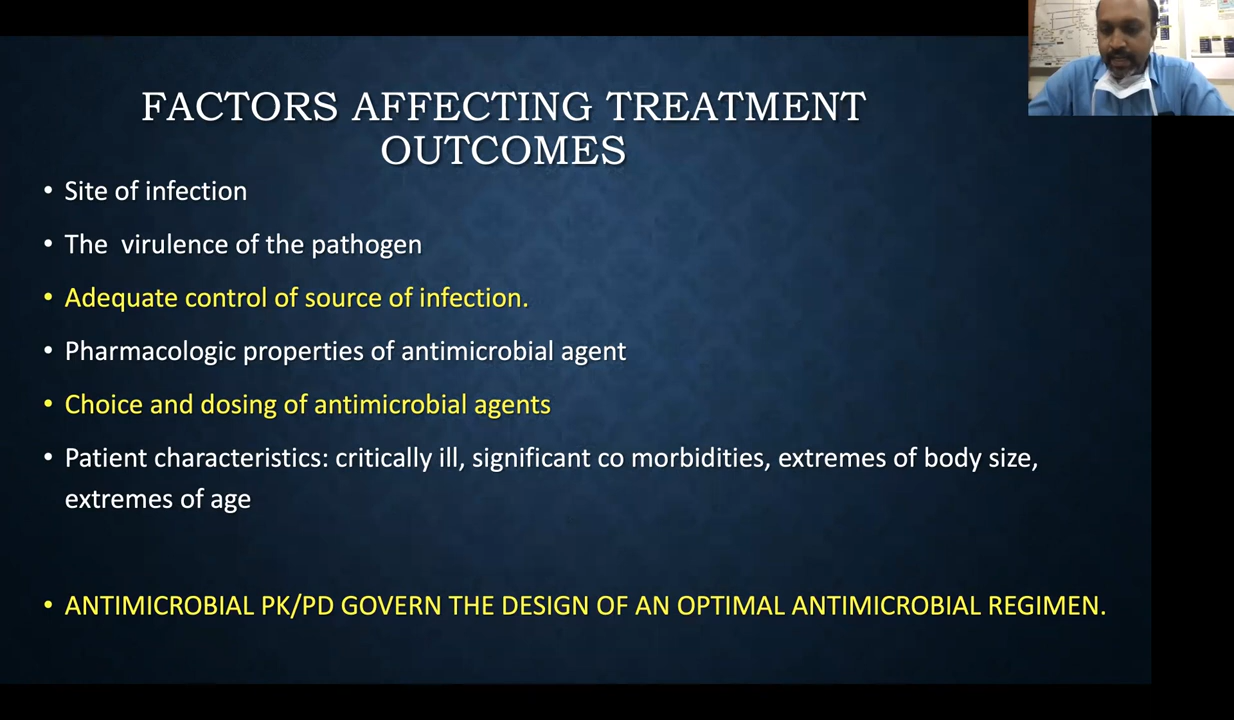 FACTORS AFFECTING TREATMENT
OUTCOMES
• Site of infection
• The  virulence of the pathogen
• Adequate control of source of infection.
• Pharmacologic properties of antimicrobial agent
• Choice and dosing of antimicrobial agents
• Patient characteristics: critically ill, significant co morbidities, extremes of body size,
extremes of age
• ANTIMICROBIAL PK/PD GOVERN THE DESIGN OF AN OPTIMAL ANTIMICROBIAL REGIMEN.